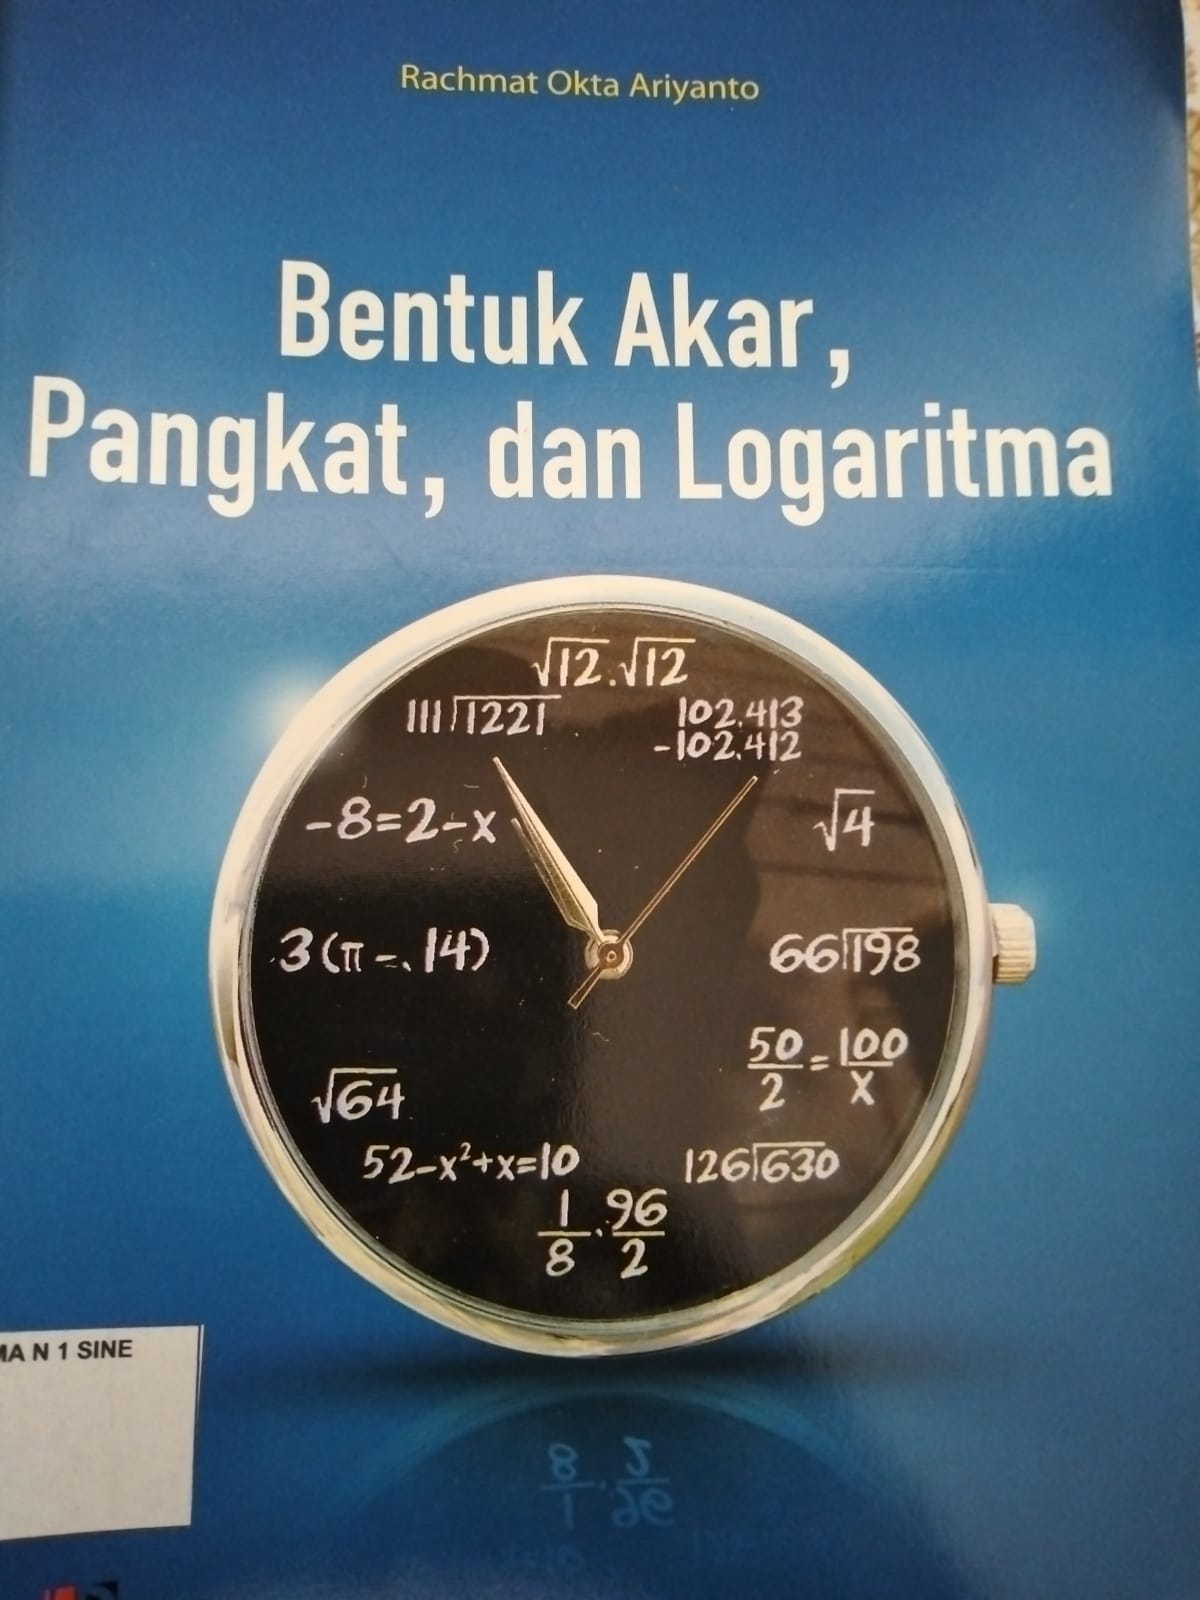 Rachmat Okta Ariyanto
Bentuk Akar,
Pangkat, dan Logaritma
√12.√12
111⟌1221
102.413
-102.412
-8=2-x
√4
3(π-.14)
66⟌198
50/2=100/x
√64
52-x²+x=10
126⟌630
1/8.96/2
MA N 1 SINE